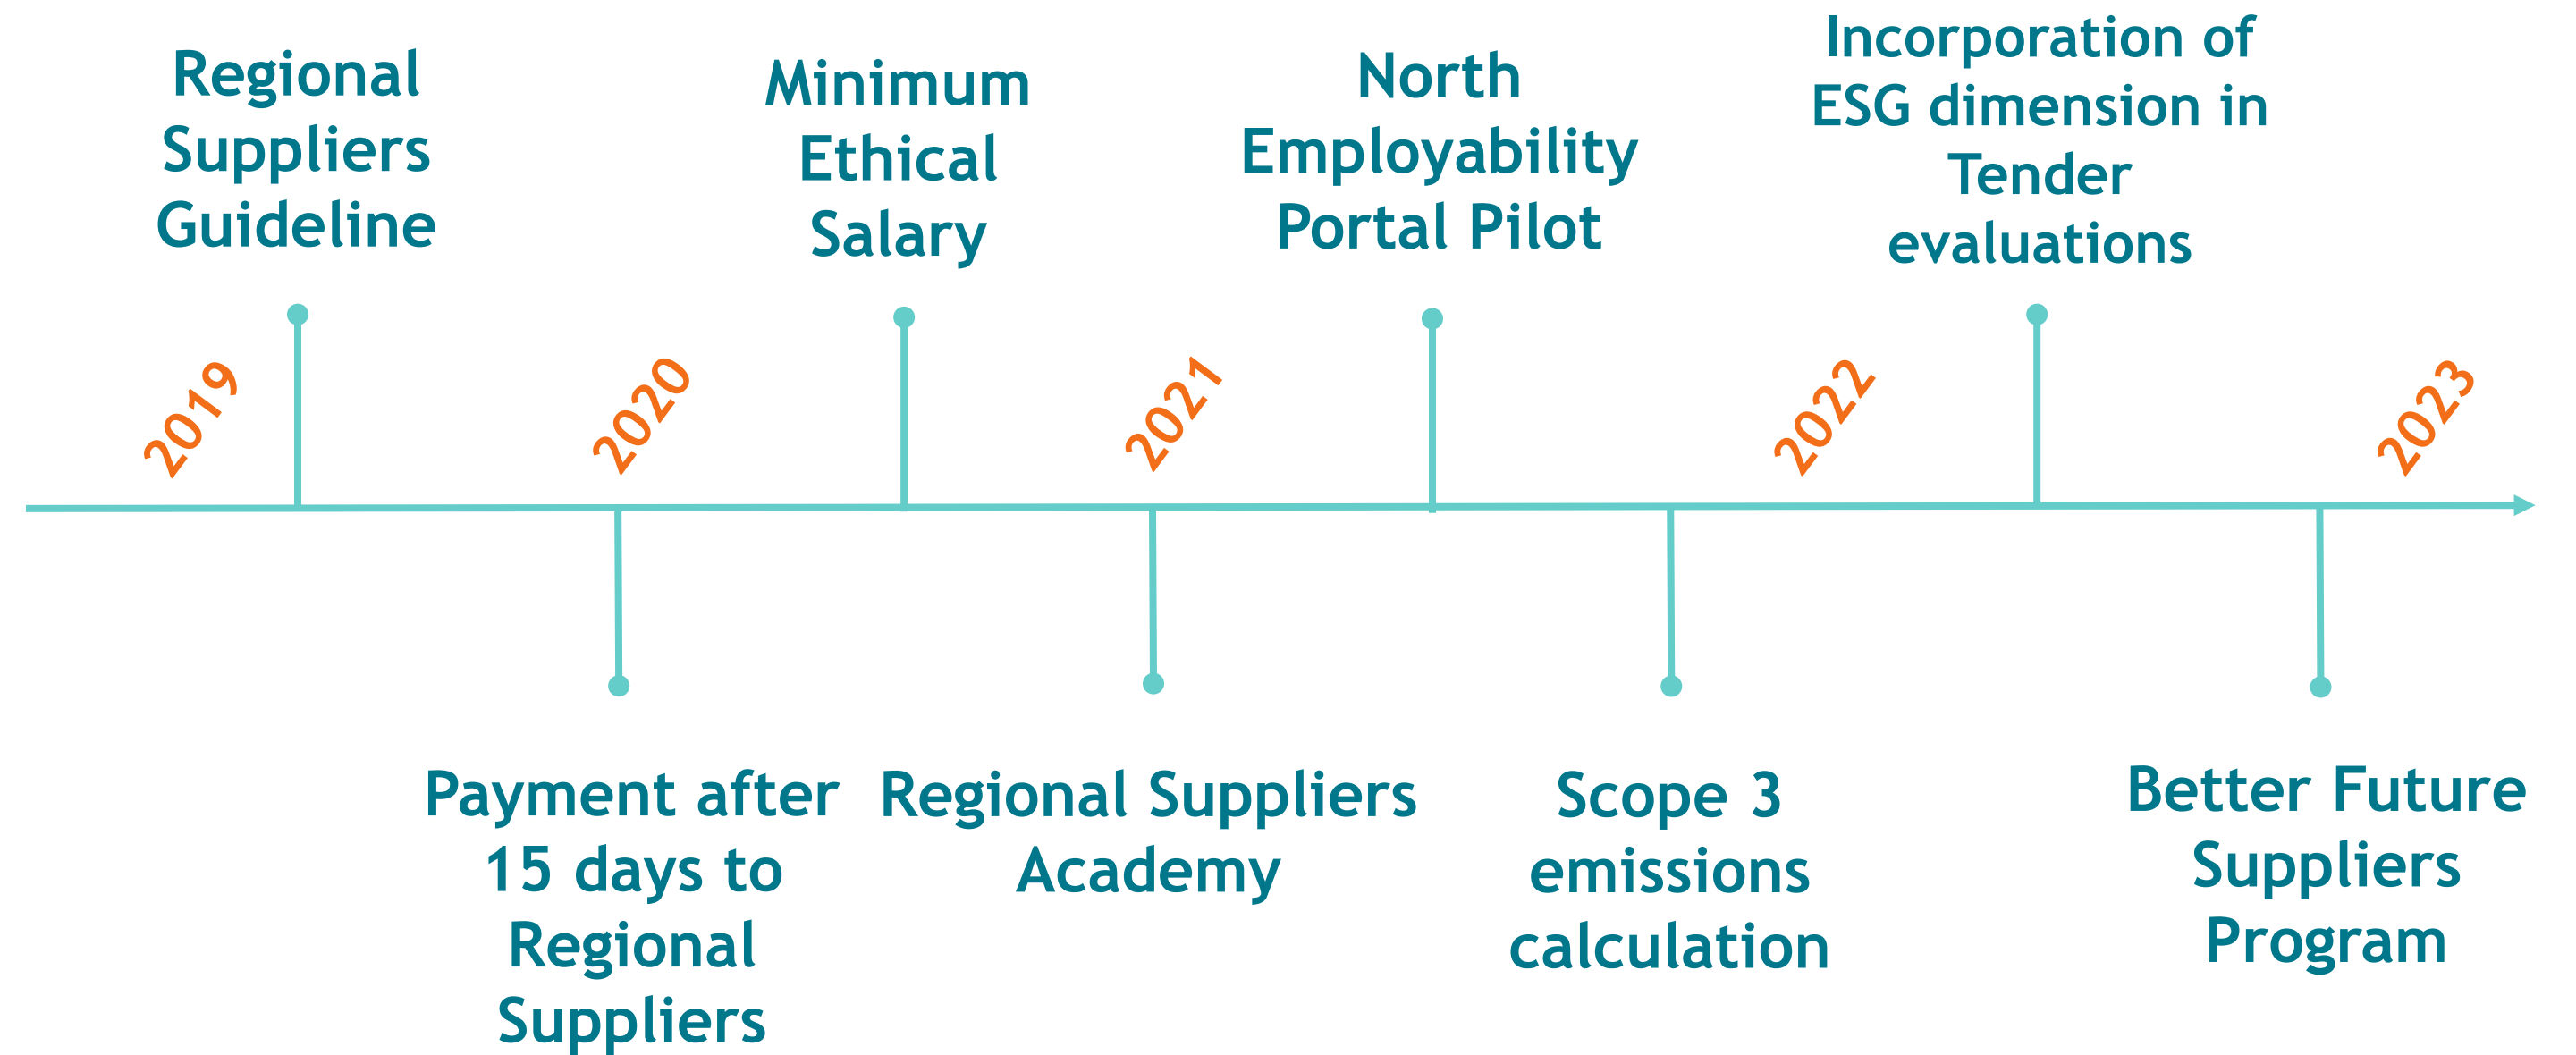 Regional
Suppliers
Guideline
Minimum
Ethical
Salary
North
Employability
Portal Pilot
Incorporation of
ESG dimension in
Tender
evaluations
2019
2020
2021
2022
2023
Payment after
15 days to
Regional
Suppliers
Regional Suppliers
Academy
Scope 3
emissions
calculation
Better Future
Suppliers
Program